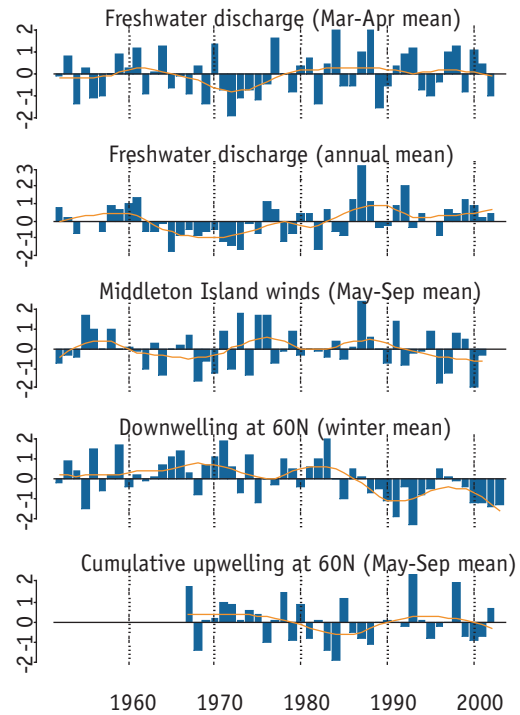 Freshwater discharge (Mar-Apr mean)
-2 -1 0 1 2
Freshwater discharge (annual mean)
-2 -1 0 1 2 3
Middleton Island winds (May-Sep mean)
-2 -1 0 1 2
Downwelling at 60N (winter mean)
-2 -1 0 1 2
Cumulative upwelling at 60N (May-Sep mean)
-2 -1 0 1 2
1960 1970 1980 1990 2000